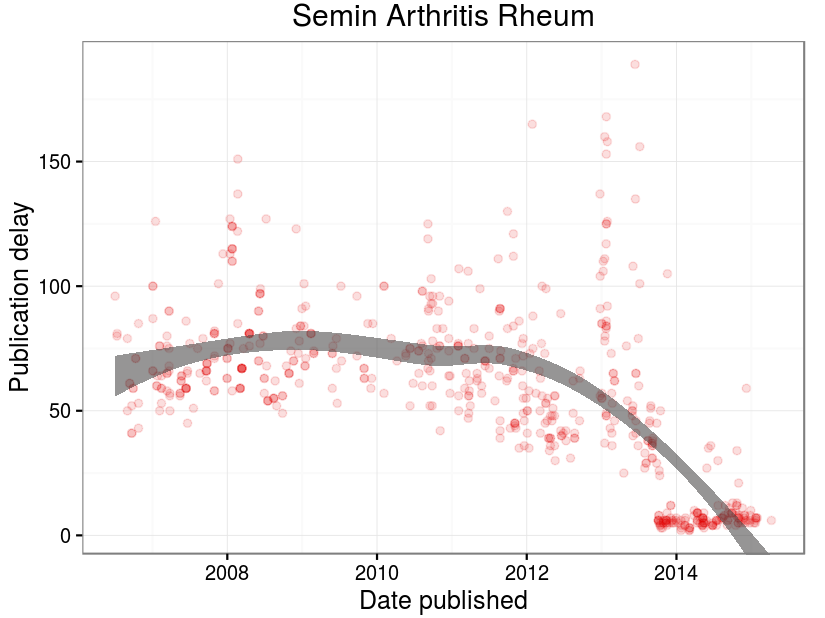 Semin Arthritis Rheum
Publication delay
150
100
50
0
2008 2010 2012 2014
Date published